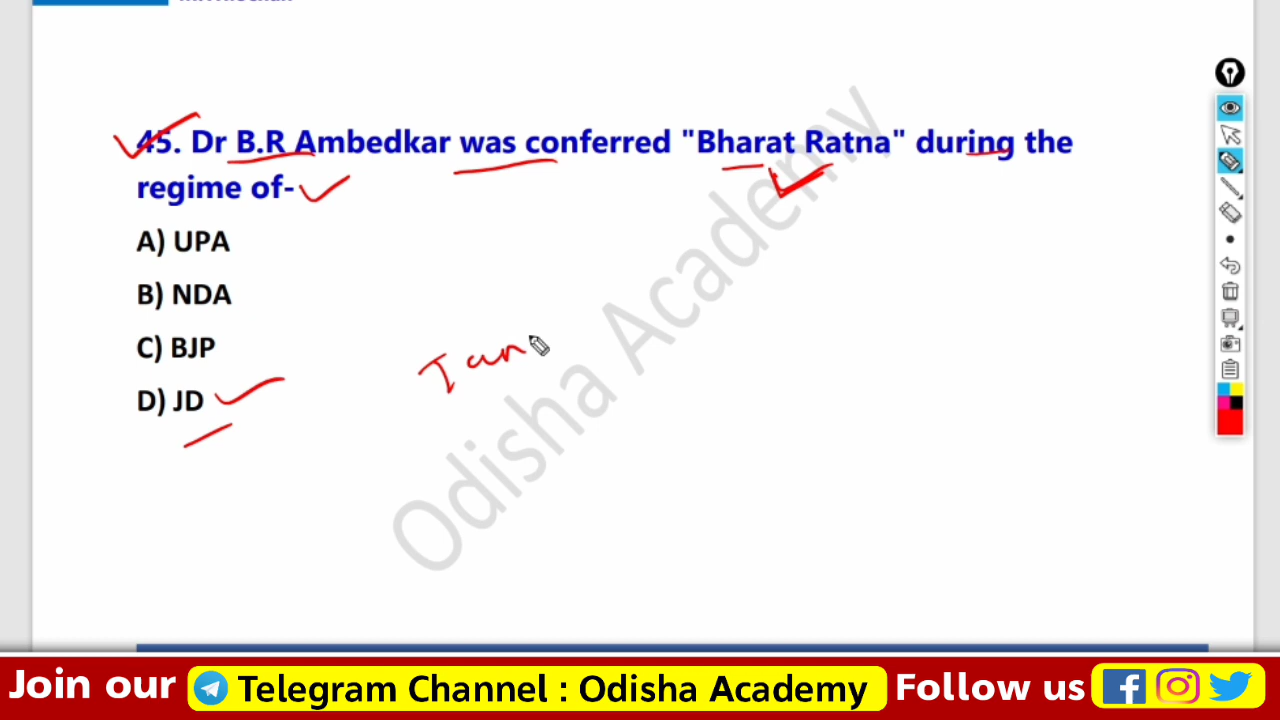 45. Dr B.R Ambedkar was conferred "Bharat Ratna" during the
regime of-
A) UPA
B) NDA
C) BJP
D) JD
Jan
Odisha Academy
Join our Telegram Channel : Odisha Academy Follow us